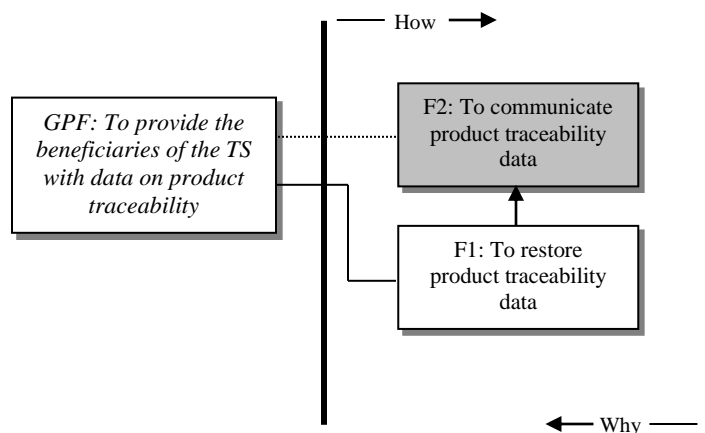 How
GPF: To provide the
beneficiaries of the TS
with data on product
traceability
F2: To communicate
product traceability
data
F1: To restore
product traceability
data
Why